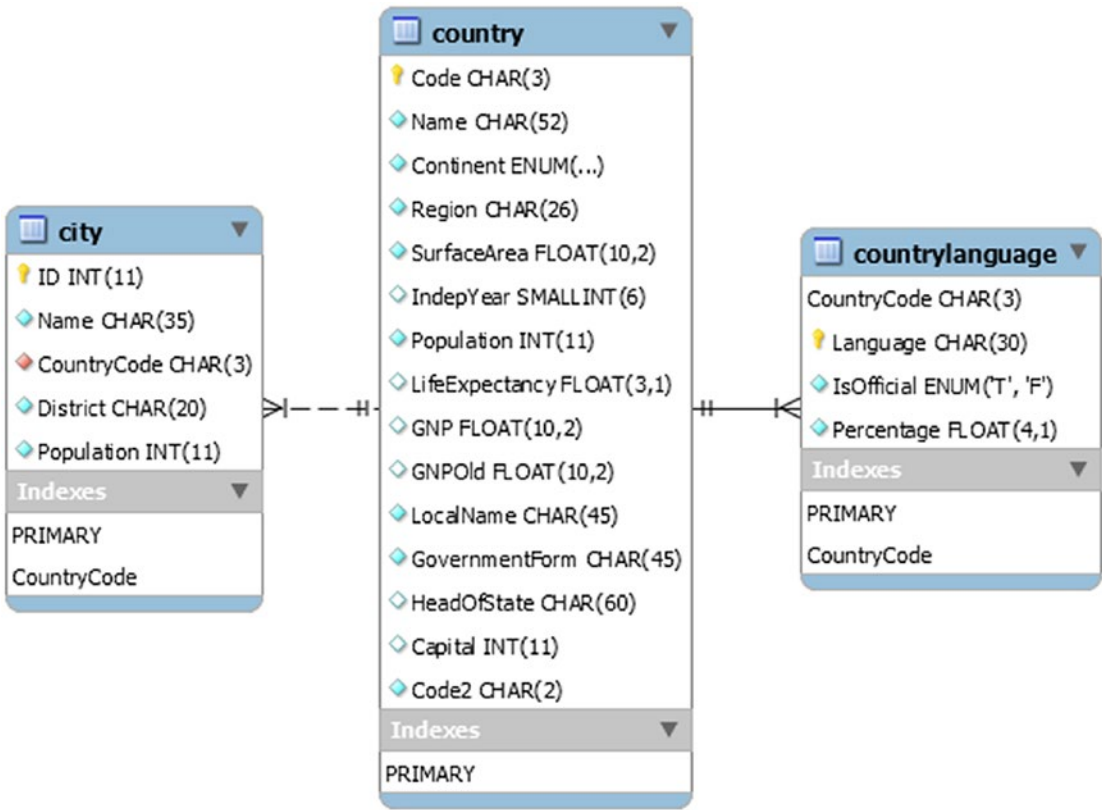 city
ID INT(11)
Name CHAR(35)
CountryCode CHAR(3)
District CHAR(20)
Population INT(11)
Indexes
PRIMARY
CountryCode
country
Code CHAR(3)
Name CHAR(52)
Continent ENUM(...)
Region CHAR(26)
SurfaceArea FLOAT(10,2)
IndepYear SMALLINT(6)
Population INT(11)
LifeExpectancy FLOAT(3,1)
GNP FLOAT(10,2)
GNPOld FLOAT(10,2)
LocalName CHAR(45)
GovernmentForm CHAR(45)
HeadOfState CHAR(60)
Capital INT(11)
Code2 CHAR(2)
Indexes
PRIMARY
countrylanguage
CountryCode CHAR(3)
Language CHAR(30)
IsOfficial ENUM('T', 'F')
Percentage FLOAT(4,1)
Indexes
PRIMARY
CountryCode